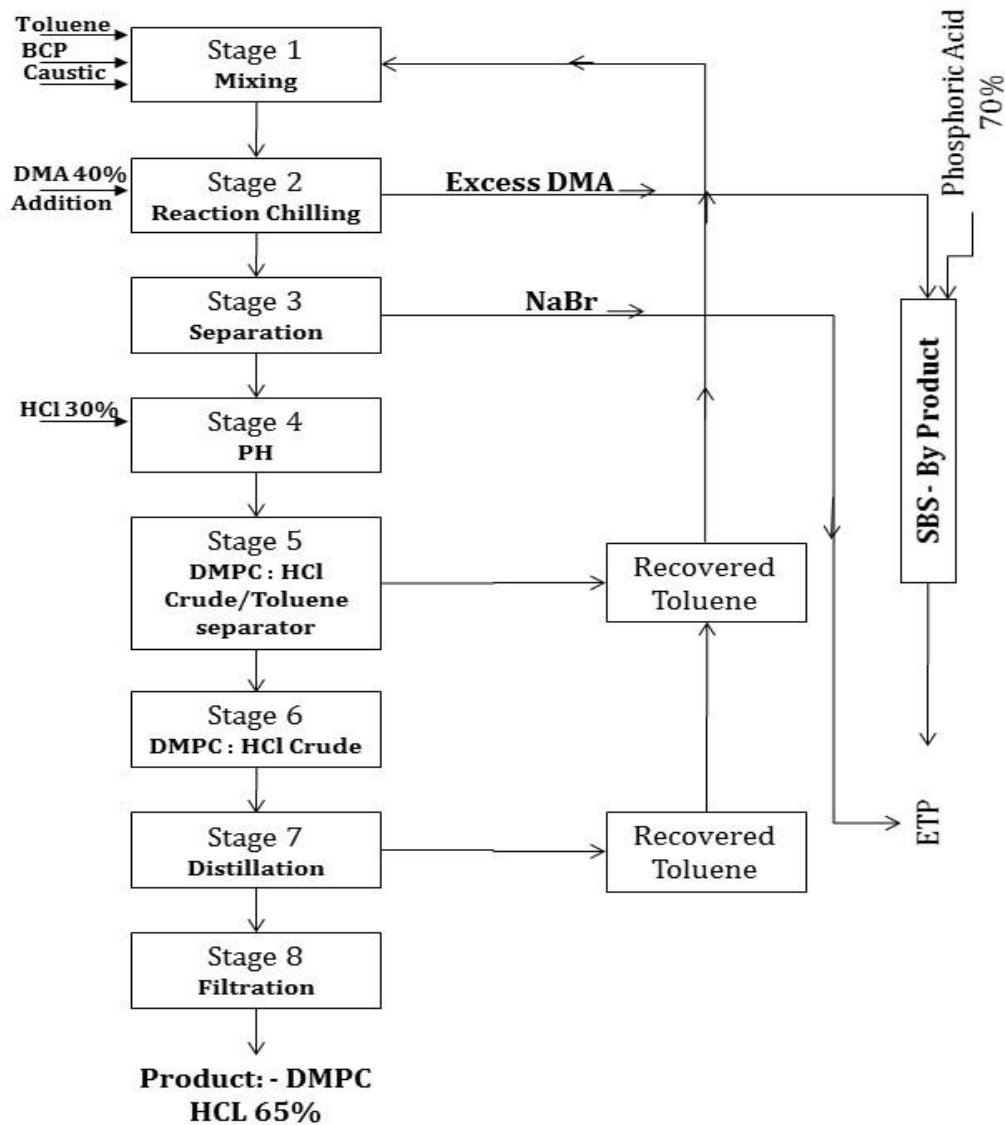 Toluene
BCP
Caustic
Stage 1
Mixing
DMA 40%
Addition
Stage 2
Reaction Chilling
Excess DMA
Phosphoric Acid
70%
Stage 3
Separation
NaBr
HCl 30%
Stage 4
PH
SBS - By Product
Stage 5
DMPC : HCl
Crude/Toluene
separator
Recovered
Toluene
Stage 6
DMPC : HCl Crude
Stage 7
Distillation
Recovered
Toluene
ETP
Stage 8
Filtration
Product: - DMPC
HCL 65%